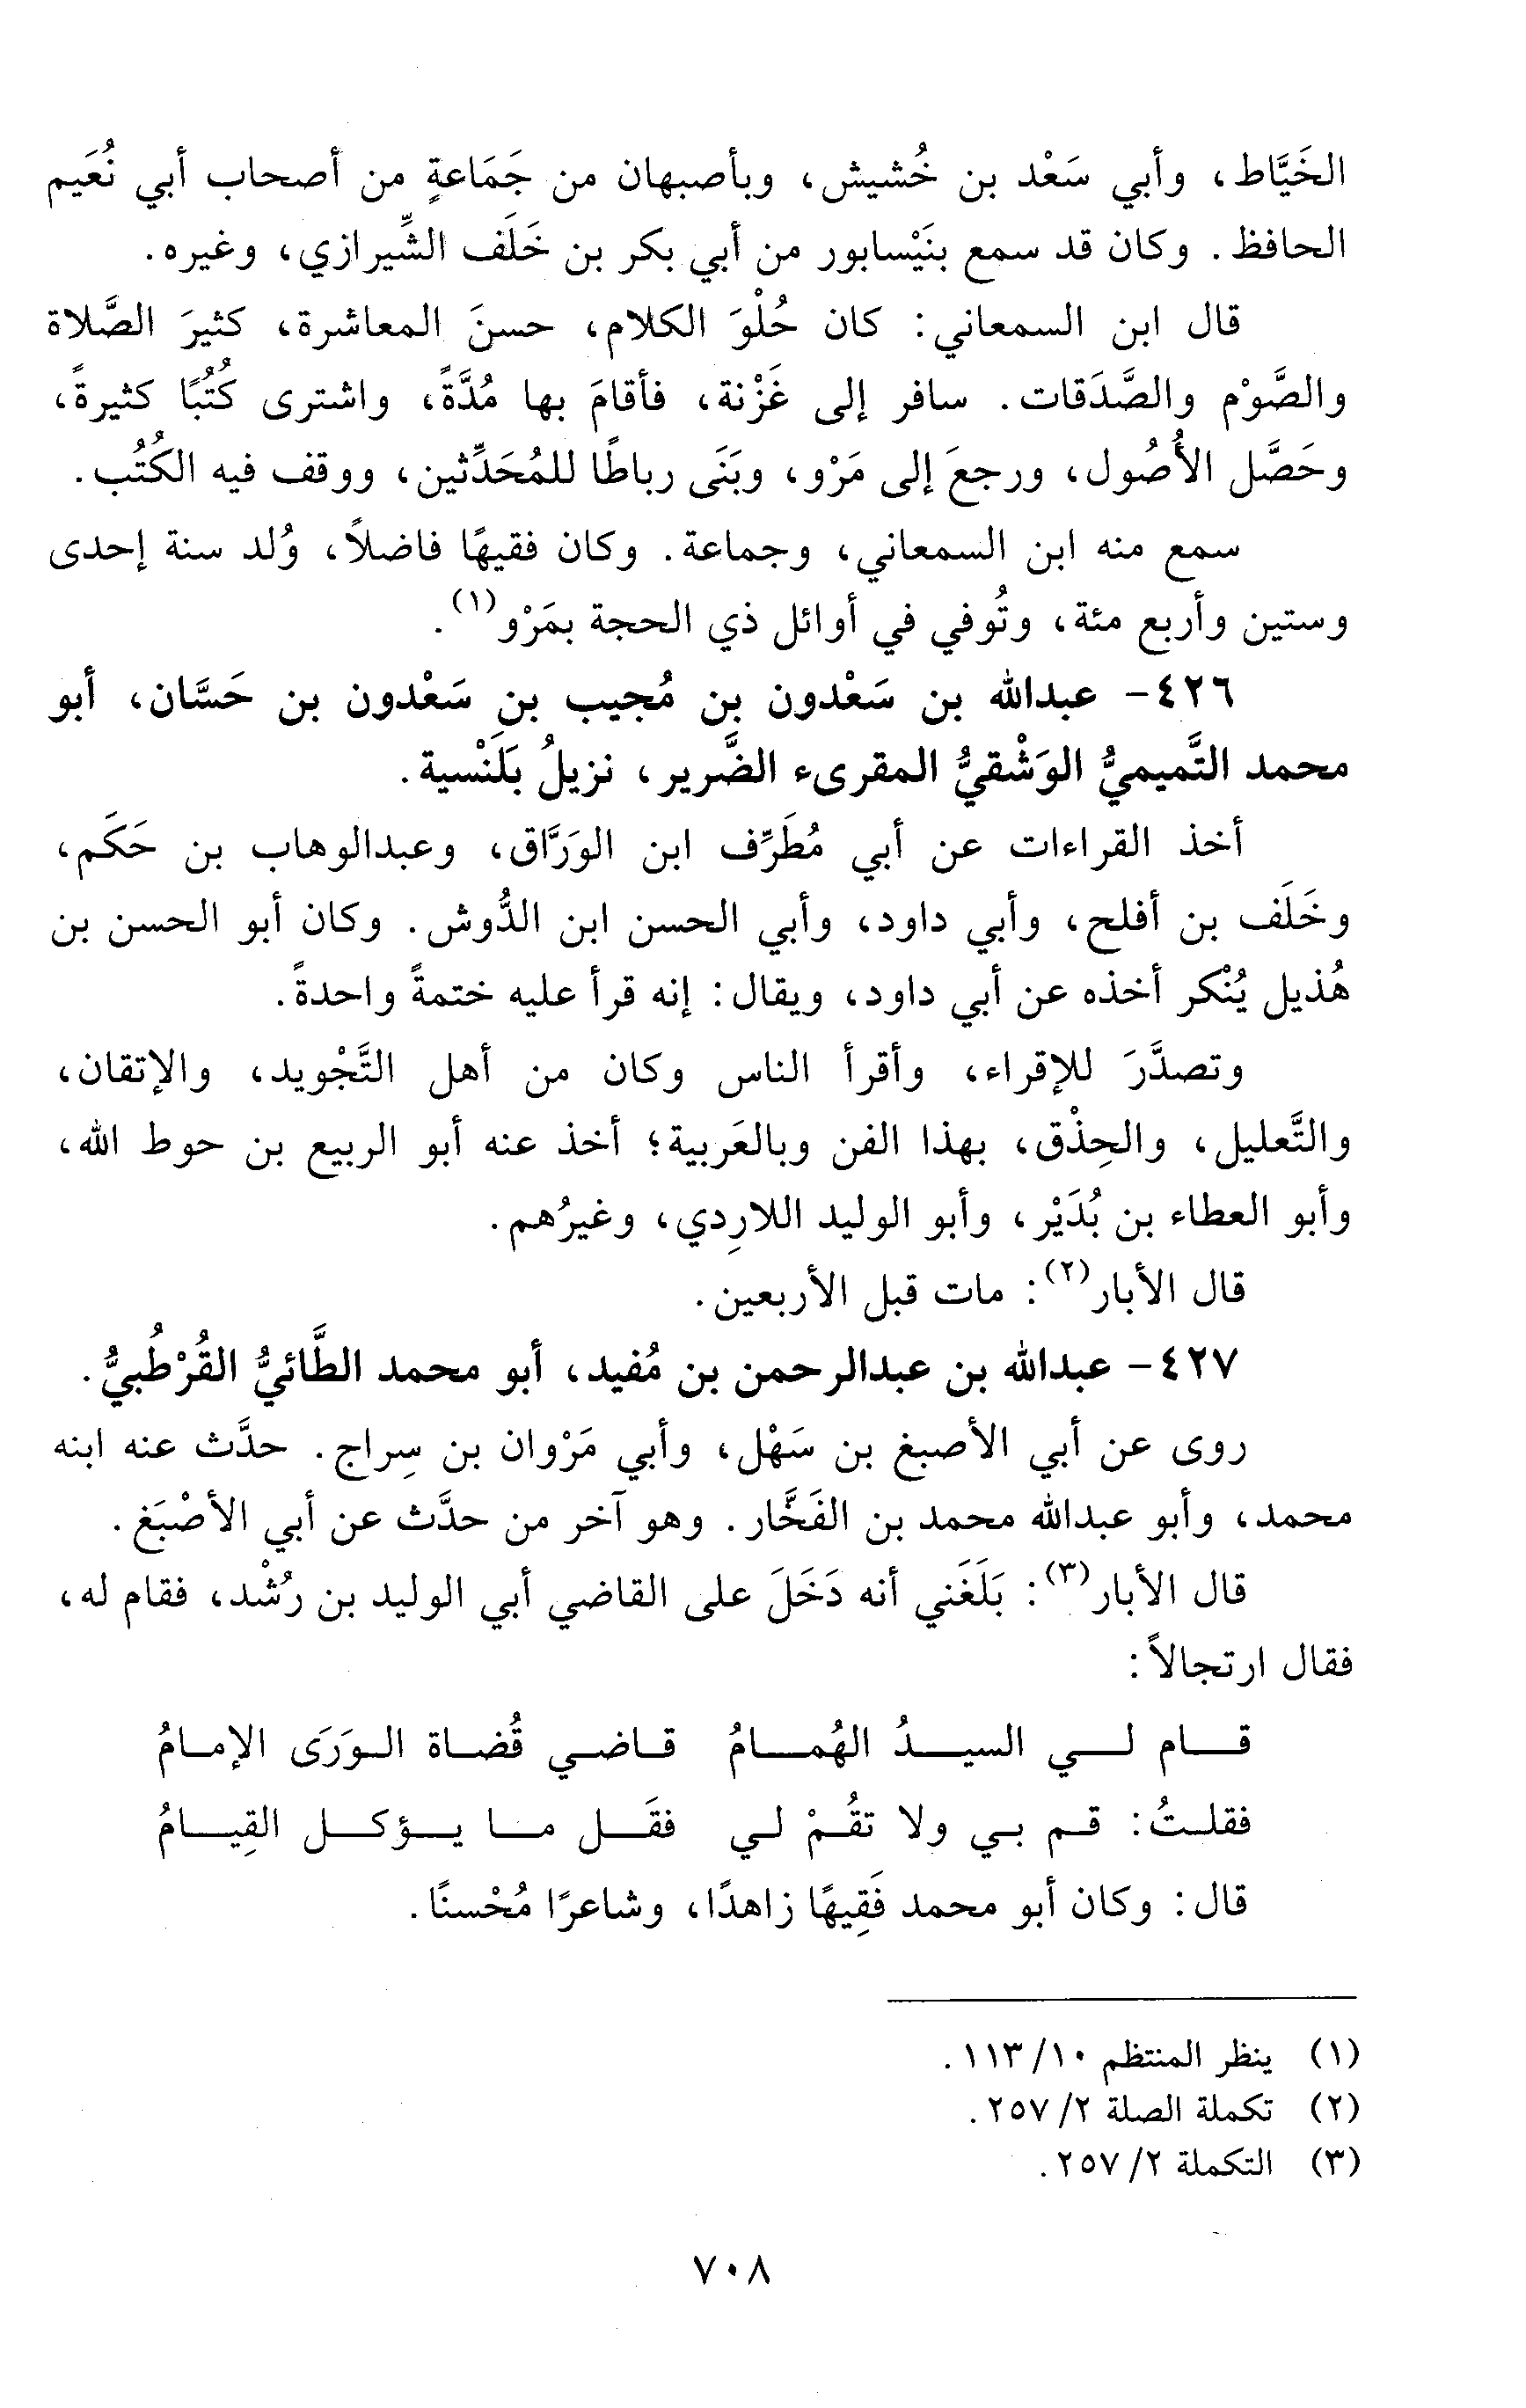 الخَيَّاط، وأبي سَعْد بن خُشيش، وبأصبهان من جَمَاعةٍ من أصحاب أبي نُعَيم
الحافظ. وكان قد سمع بنَيْسابور من أبي بكر بن خَلَف الشِّيرازي، وغيره.
قال ابن السمعاني: كان حُلْوَ الكلام، حسنَ المعاشرة، كثيرَ الصَّلاة
والصَّوْم والصَّدَقات. سافر إلى غَزْنة، فأقامَ بها مُدَّةً، واشترى كُتُبًا كثيرةً،
وحَصَّل الأُصُول، ورجعَ إلى مَرْو، وبَنَى رباطًا للمُحَدِّثين، ووقف فيه الكُتُب.
سمع منه ابن السمعاني، وجماعة. وكان فقيهًا فاضلاً، وُلد سنة إحدى
وستين وأربع مئة، وتُوفي في أوائل ذي الحجة بمَرْو(١).
٤٢٦- عبدالله بن سَعْدون بن مُجيب بن سَعْدون بن حَسَّان، أبو
محمد التَّميميُّ الوَشْقيُّ المقرىء الضَّرير، نزيلُ بَلَنْسية.
أخذ القراءات عن أبي مُطَرِّف ابن الوَرَّاق، وعبدالوهاب بن حَكَم،
وخَلَف بن أفلح، وأبي داود، وأبي الحسن ابن الدُّوش. وكان أبو الحسن بن
هُذيل يُنْكر أخذه عن أبي داود، ويقال: إنه قرأ عليه ختمةً واحدةً.
وتصدَّرَ للإقراء، وأقرأ الناس وكان من أهل التَّجْويد، والإتقان،
والتَّعليل، والحِذْق، بهذا الفن وبالعَربية؛ أخذ عنه أبو الربيع بن حوط الله،
وأبو العطاء بن بُدَيْر، وأبو الوليد اللارِدي، وغيرُهم.
قال الأبار(٢): مات قبل الأربعين.
٤٢٧- عبدالله بن عبدالرحمن بن مُفيد، أبو محمد الطَّائيُّ القُرْطُبيُّ.
روى عن أبي الأصبغ بن سَهْل، وأبي مَرْوان بن سِراج. حدَّث عنه ابنه
محمد، وأبو عبدالله محمد بن الفَخَّار. وهو آخر من حدَّث عن أبي الأصْبَغ.
قال الأبار(٣): بَلَغَني أنه دَخَلَ على القاضي أبي الوليد بن رُشْد، فقام له،
فقال ارتجالاً:
قام لي السيدُ الهُمامُ قاضي قُضاة الوَرَى الإمامُ
فقلتُ: قم بي ولا تقُمْ لي فقَل ما يؤكل القِيامُ
قال: وكان أبو محمد فَقِيهًا زاهدًا، وشاعرًا مُحْسنًا.
(١) ينظر المنتظم ١٠/ ١١٣.
(٢) تكملة الصلة ٢/ ٢٥٧.
(٣) التكملة ٢/ ٢٥٧.
٧٠٨